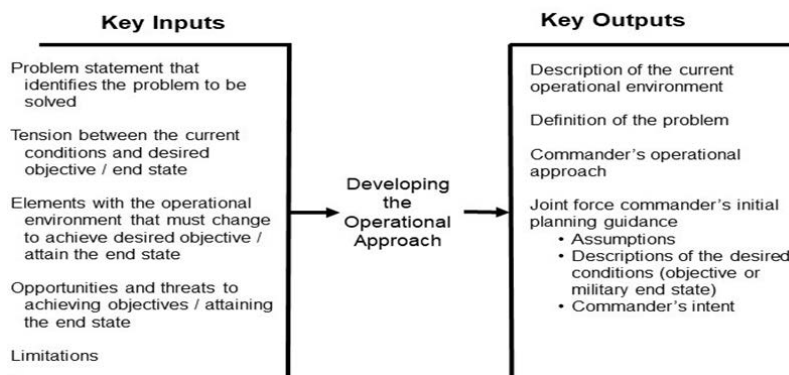 Key Inputs
Problem statement that
identifies the problem to be
solved
Tension between the current
conditions and desired
objective / end state
Elements with the operational
environment that must change
to achieve desired objective /
attain the end state
Opportunities and threats to
achieving objectives / attaining
the end state
Limitations
Developing
the
Operational
Approach
Key Outputs
Description of the current
operational environment
Definition of the problem
Commander's operational
approach
Joint force commander's initial
planning guidance
• Assumptions
• Descriptions of the desired
conditions (objective or
military end state)
• Commander's intent